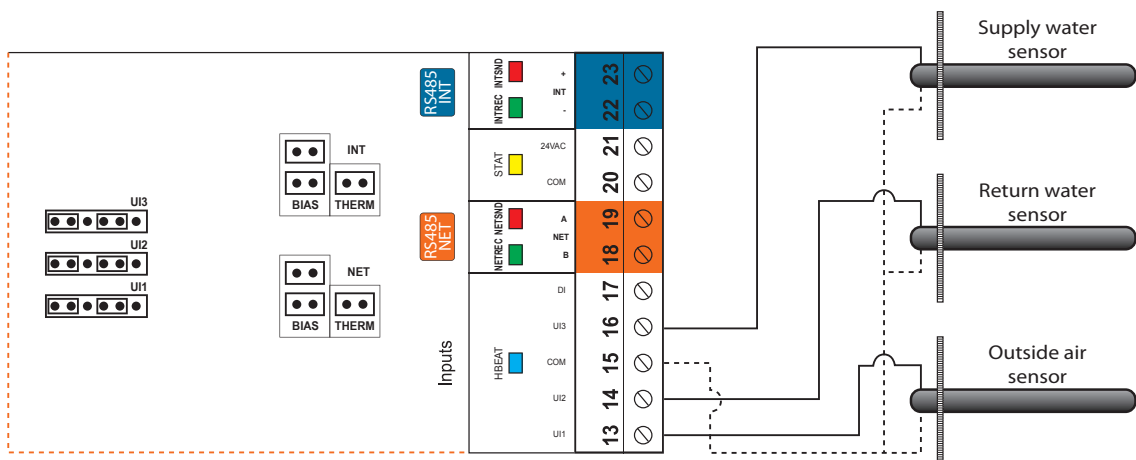 Supply water
sensor
Return water
sensor
Outside air
sensor
UI3
UI2
UI1
INT
BIAS
THERM
NET
BIAS
THERM
RS485
INT
RS485
NET
Inputs
INTREC INTSND
STAT
NETREC NETSND
HBEAT
+
INT
-
24VAC
COM
A
NET
B
DI
UI3
COM
UI2
UI1
23
22
21
20
19
18
17
16
15
14
13